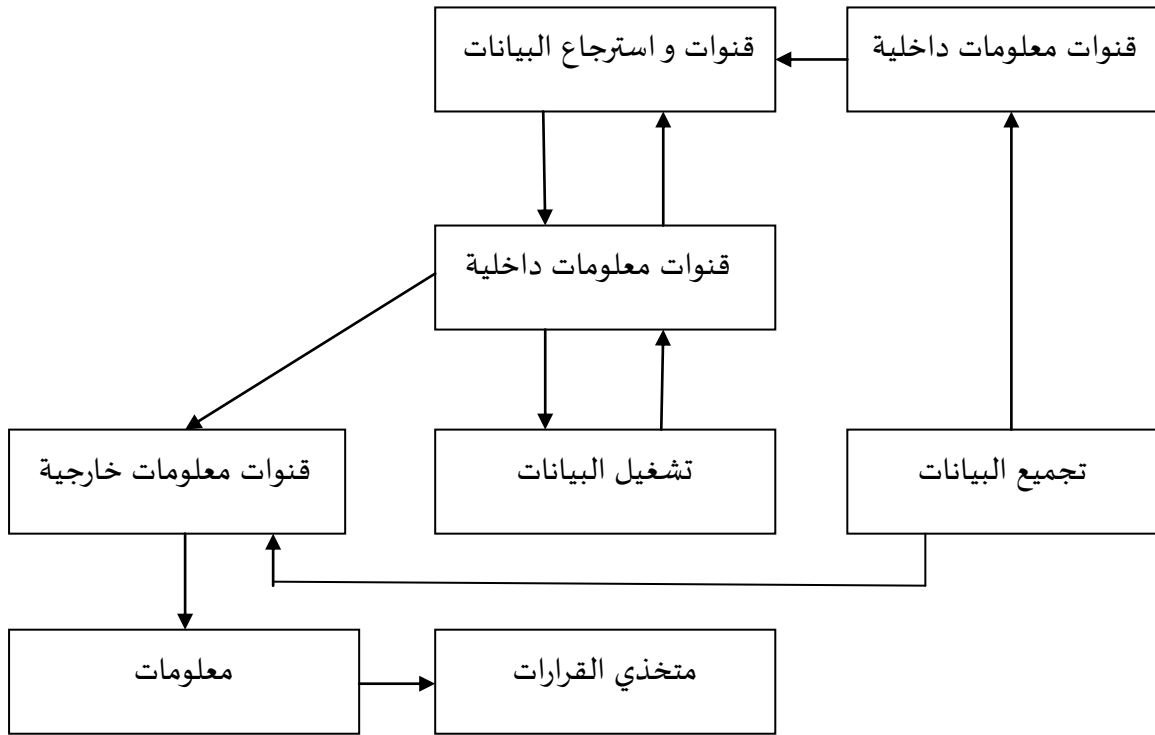 قنوات معلومات داخلية
قنوات و استرجاع البيانات
قنوات معلومات داخلية
تجميع البيانات
تشغيل البيانات
قنوات معلومات خارجية
متخذي القرارات
معلومات